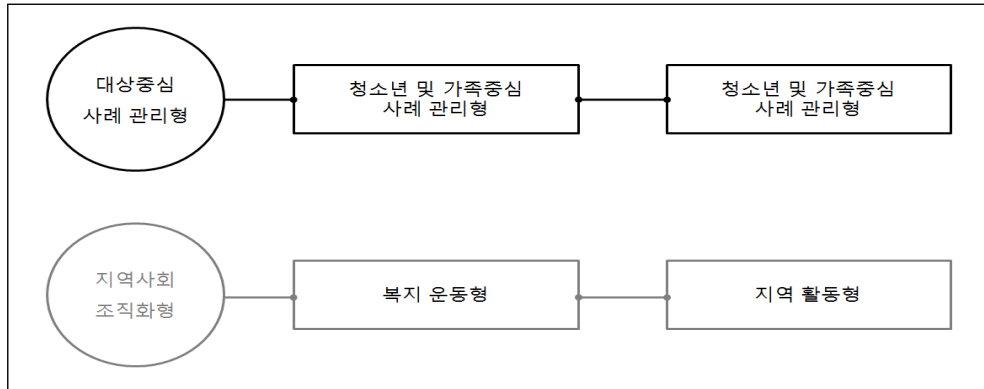 대상중심
사례 관리형
청소년 및 가족중심
사례 관리형
청소년 및 가족중심
사례 관리형
지역사회
조직화형
복지 운동형
지역 활동형